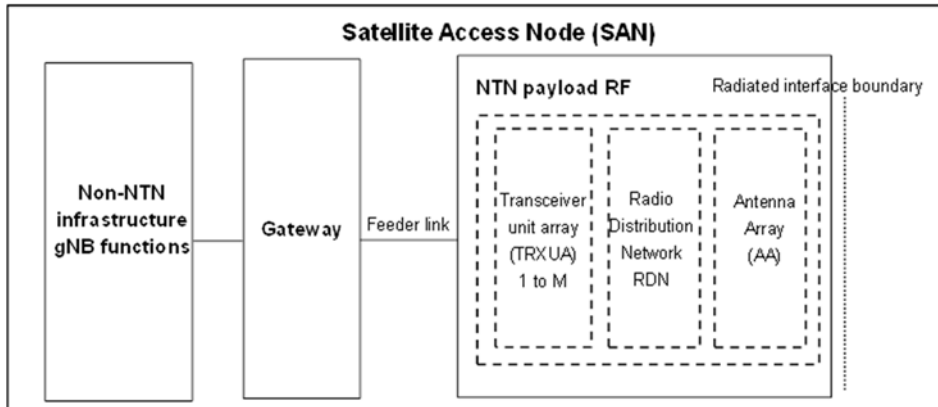 Satellite Access Node (SAN)
NTN payload RF
Radiated interface boundary
Non-NTN
infrastructure
gNB functions
Gateway
Feeder link
Transceiver
unit array
(TRXUA)
1 to M
Radio
Distribution
Network
RDN
Antenna
Array
(AA)